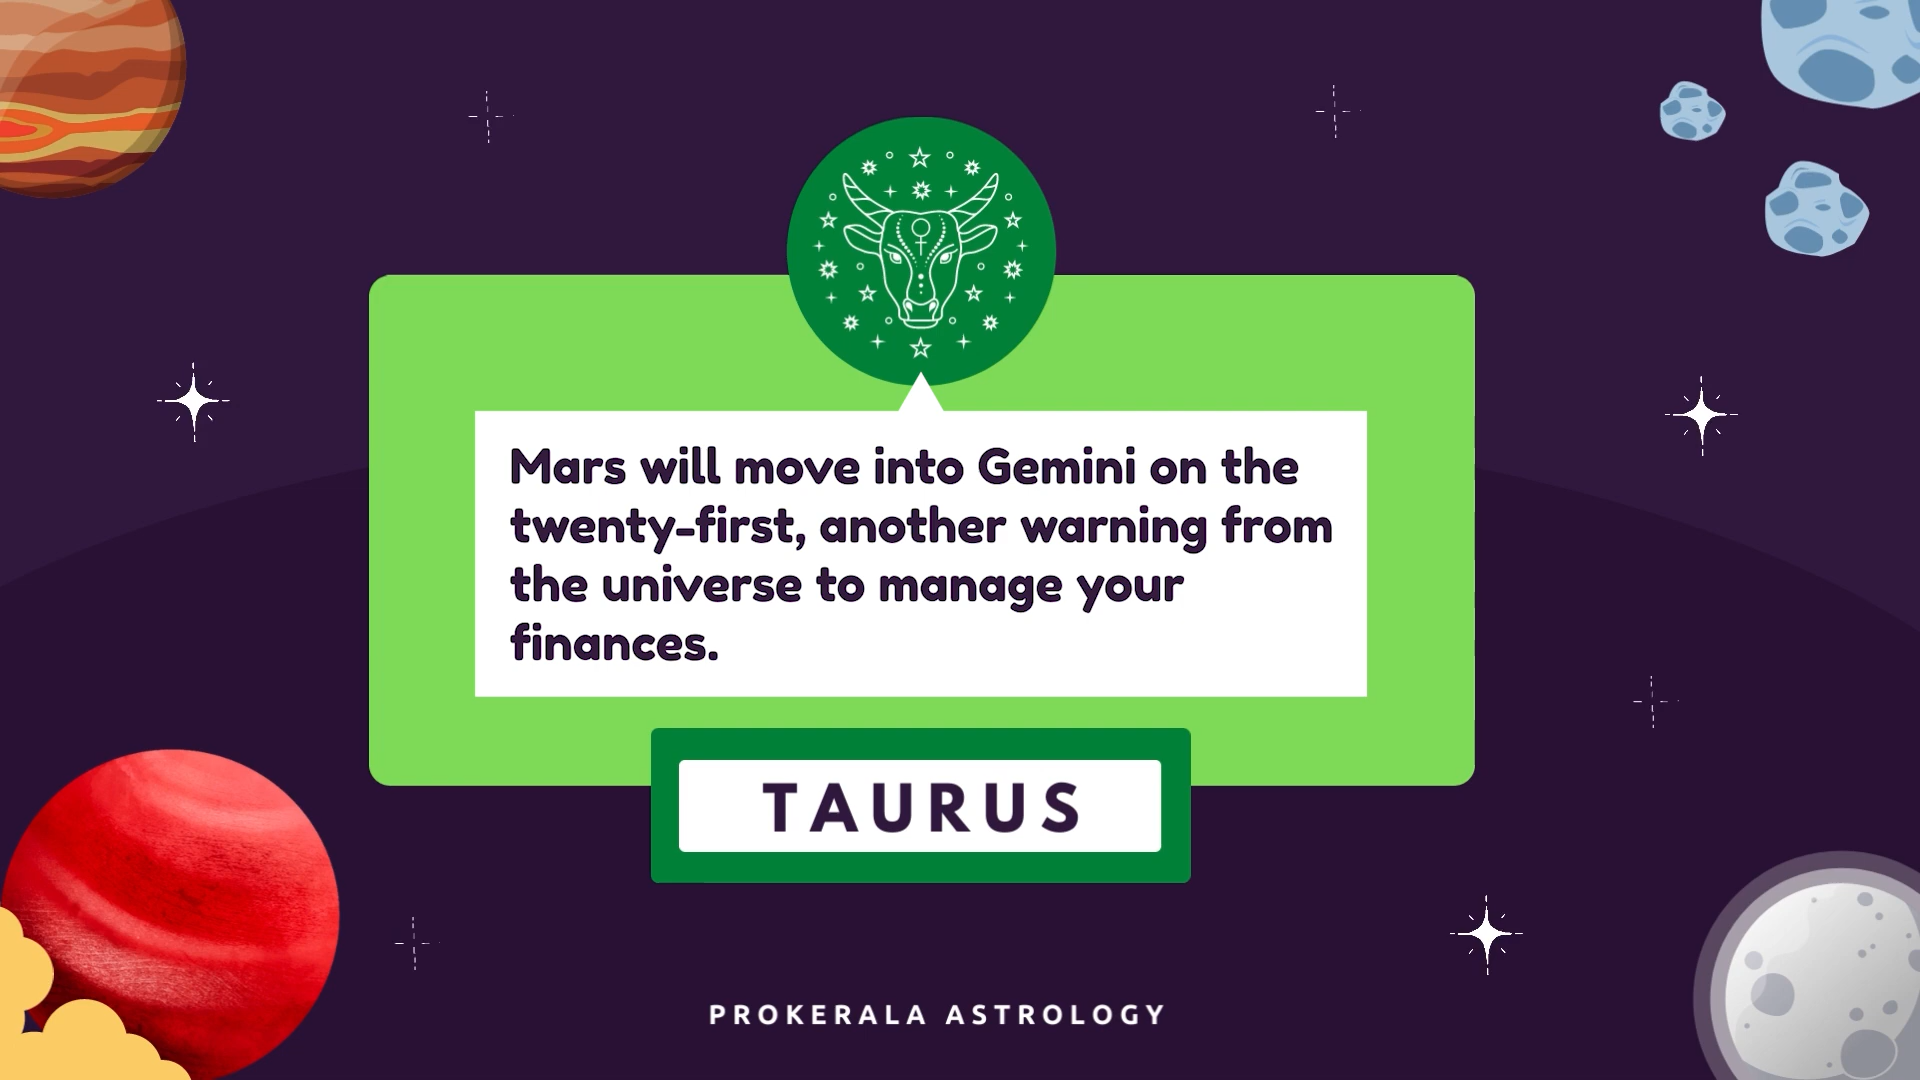 Mars will move into Gemini on the
twenty-first, another warning from
the universe to manage your
finances.
TAURUS
PROKERALA ASTROLOGY